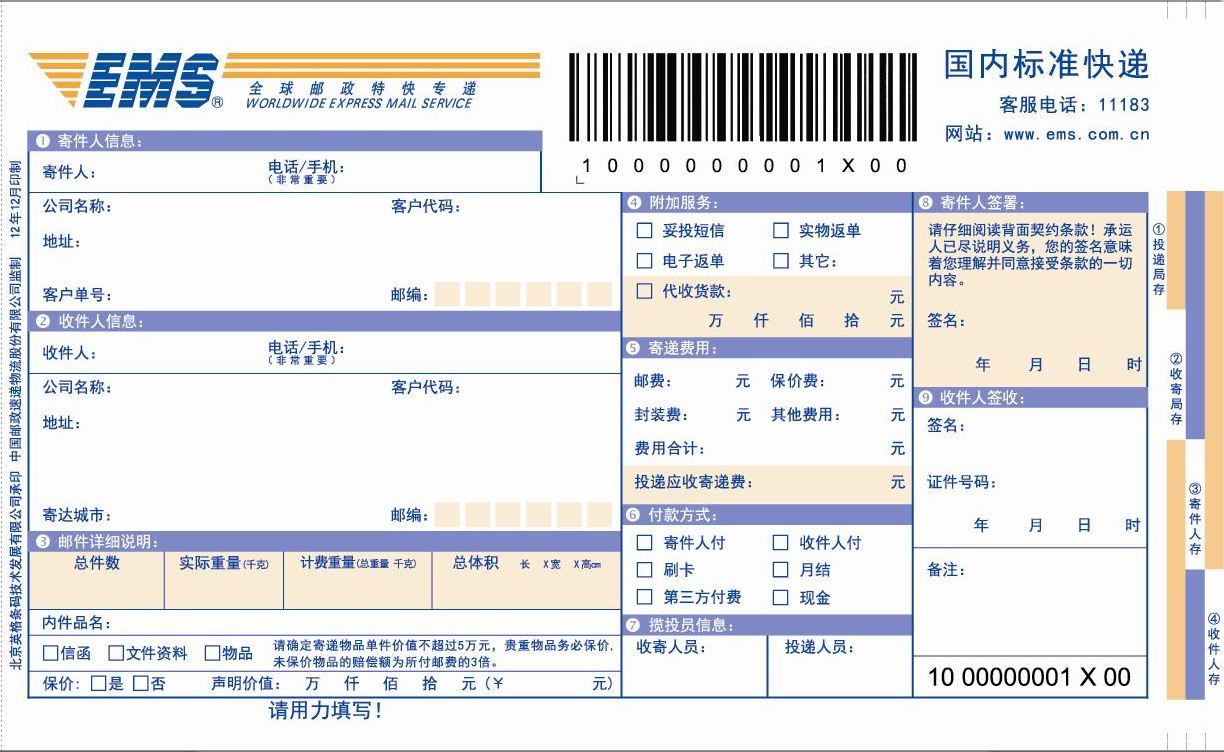 EMS®
全球邮政特快专递
WORLDWIDE EXPRESS MAIL SERVICE
1000000001X00
国内标准快递
客服电话：11183
网站：www.ems.com.cn
❶ 寄件人信息：
寄件人： 电话/手机：
（非常重要）
公司名称： 客户代码：
地址：
客户单号： 邮编：
❷ 收件人信息：
收件人： 电话/手机：
（非常重要）
公司名称： 客户代码：
地址：
寄达城市： 邮编：
❸ 邮件详细说明：
总件数 实际重量(千克) 计费重量(总重量 千克) 总体积 长 X宽 X高cm
内件品名：
信函 文件资料 物品
请确定寄递物品单件价值不超过5万元，贵重物品务必保价，
未保价物品的赔偿额为所付邮费的3倍。
保价： 是 否 声明价值： 万 仟 佰 拾 元（￥ 元）
请用力填写！
❹ 附加服务：
妥投短信 实物返单
电子返单 其它：
代收货款： 元
万 仟 佰 拾 元
❺ 寄递费用：
邮费： 元 保价费： 元
封装费： 元 其他费用： 元
费用合计： 元
投递应收寄递费： 元
❻ 付款方式：
寄件人付 收件人付
刷卡 月结
第三方付费 现金
❼ 揽投员信息：
收寄人员： 投递人员：
❽ 寄件人签署：
请仔细阅读背面契约条款！承运
人已尽说明义务，您的签名意味
着您理解并同意接受条款的一切
内容。
签名：
年 月 日 时
❾ 收件人签收：
签名：
证件号码：
年 月 日 时
备注：
10 00000001 X 00
①投递局存
②收寄局存
③寄件人存
④收件人存
北京英格条码技术发展有限公司承印 中国邮政速递物流股份有限公司监制 12年12月印制